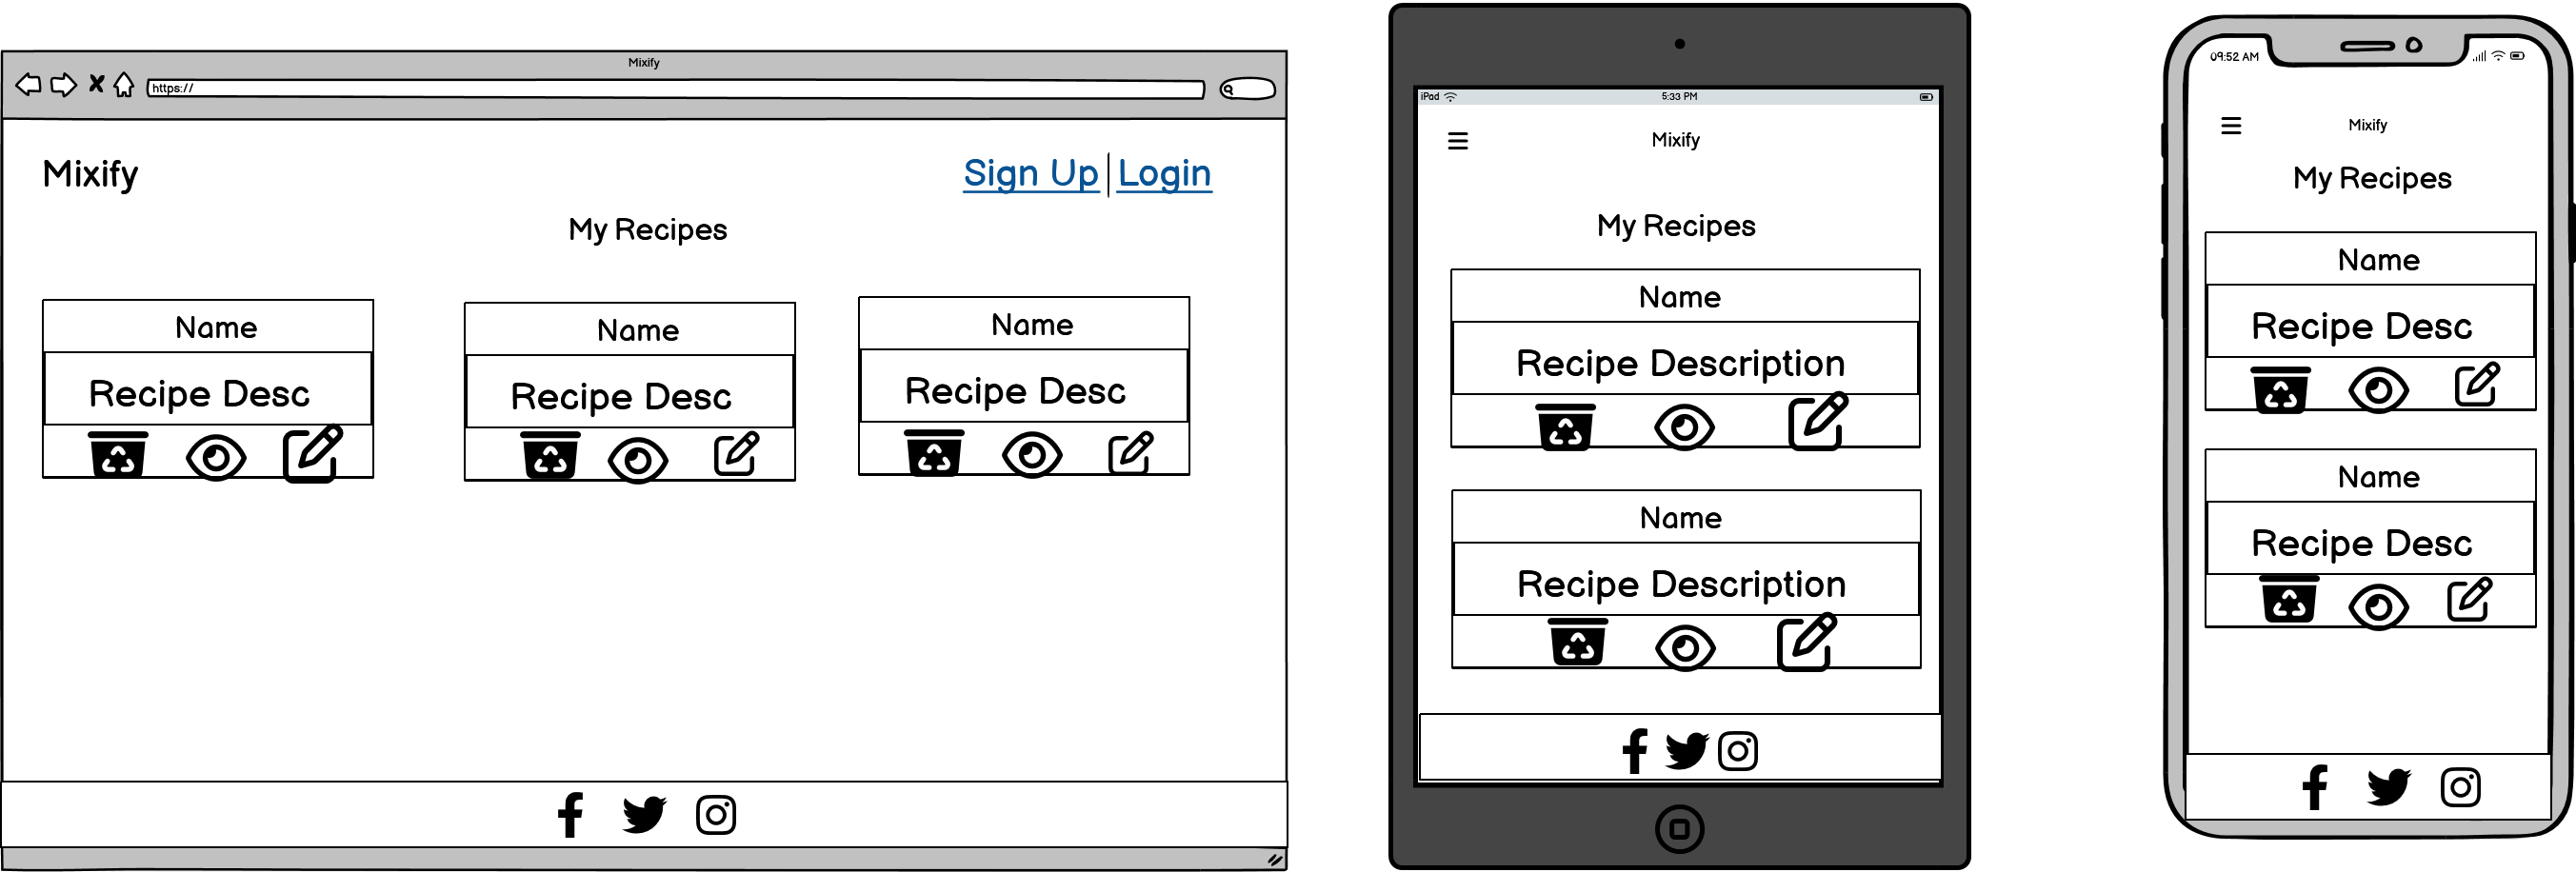 Mixify
https://
Mixify
Sign Up
Login
My Recipes
Name
Recipe Desc
Name
Recipe Desc
Name
Recipe Desc
iPad
5:33 PM
Mixify
My Recipes
Name
Recipe Description
Name
Recipe Description
09:52 AM
Mixify
My Recipes
Name
Recipe Desc
Name
Recipe Desc